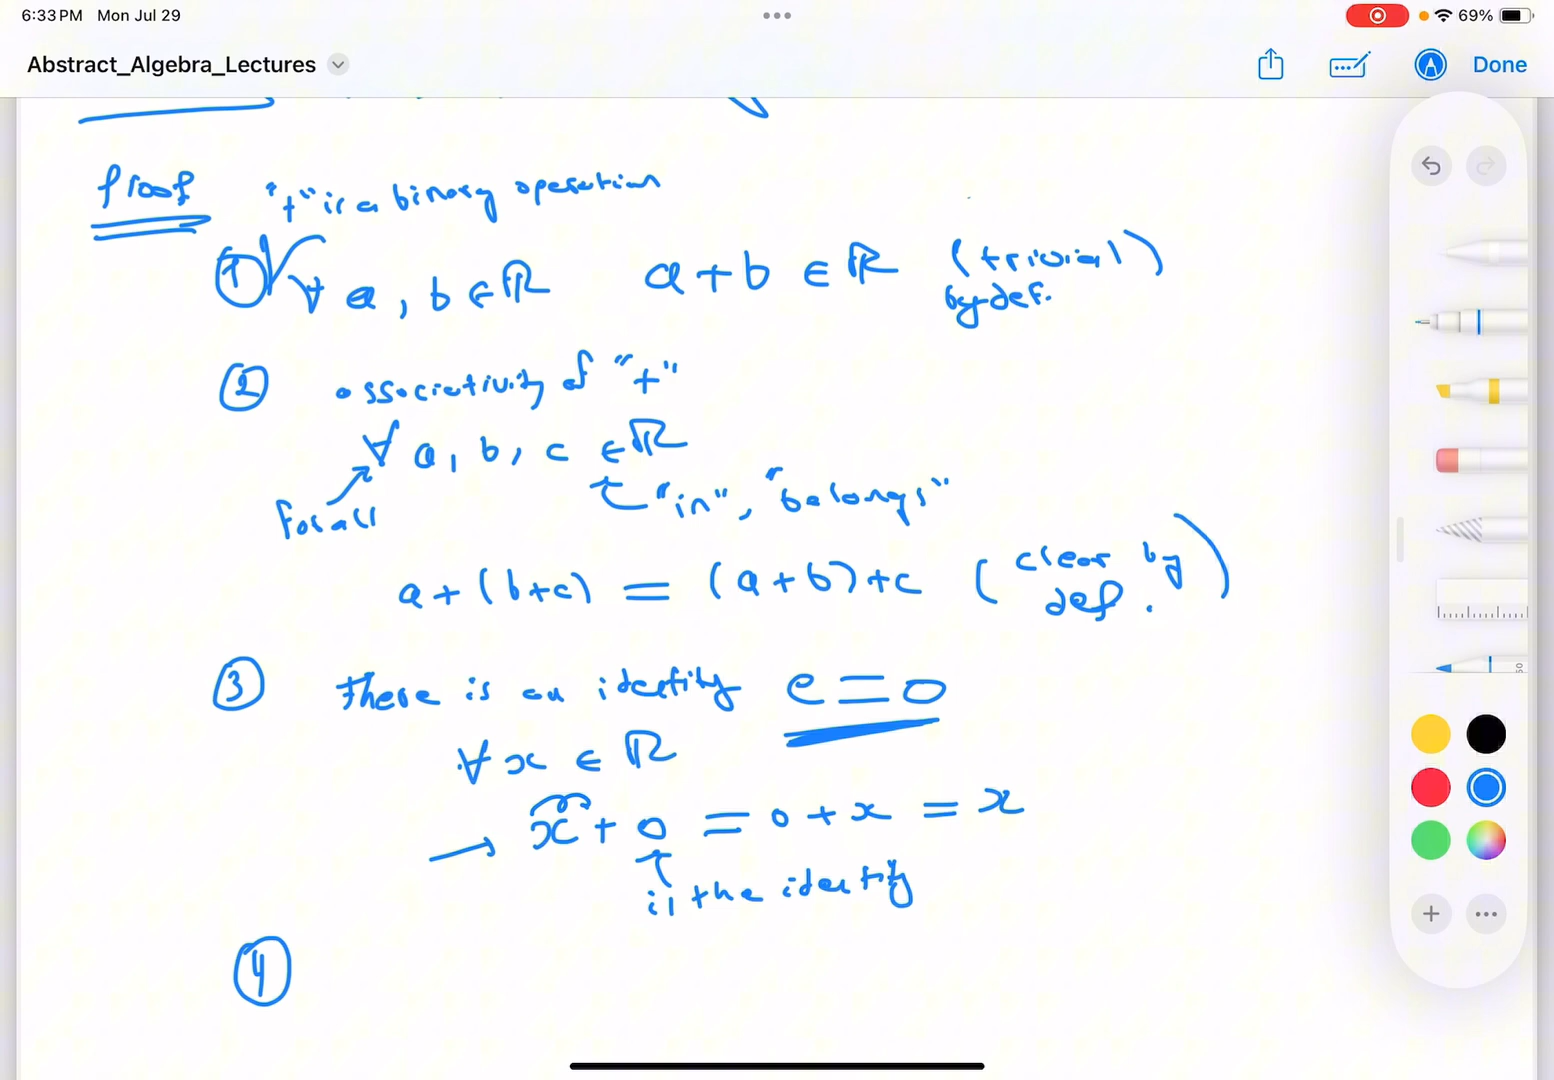 6:33 PM Mon Jul 29
69%
Abstract_Algebra_Lectures
Done
Proof "+" is a binary operation
① ∀ a, b ∈ ℝ a + b ∈ ℝ (trivial)
by def.
② associativity of "+"
∀ a, b, c ∈ ℝ
For all
"in", "belongs"
a + (b+c) = (a+b)+c (clear by
def.)
③ there is an identity e = 0
∀ x ∈ ℝ
→ x + 0 = 0 + x = x
is the identity
④
50